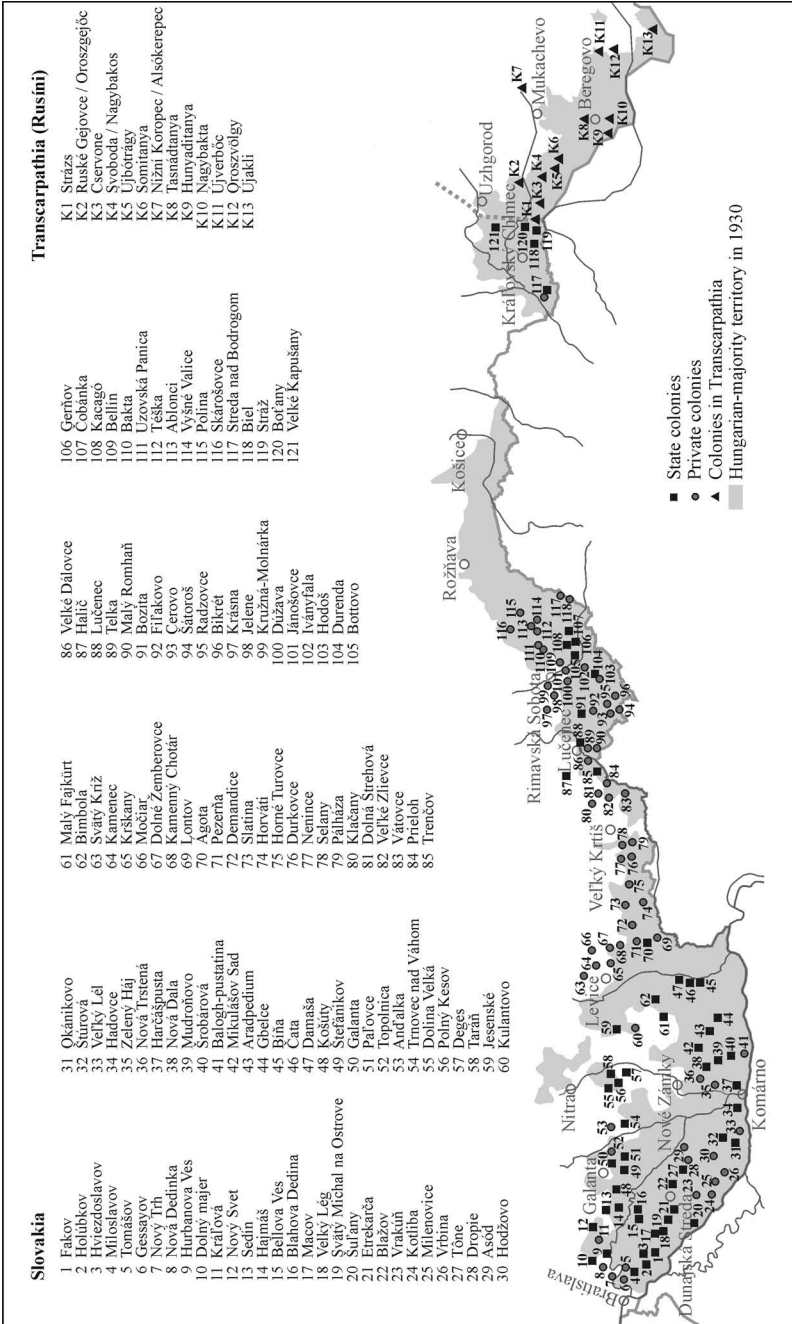 Slovakia
1 Fakov
2 Holubkov
3 Hviezdoslavov
4 Miloslavov
5 Tomášov
6 Gessayov
7 Nový Trh
8 Nová Dedinka
9 Hurbanova Ves
10 Dolný majer
11 Kráľová
12 Nový Svet
13 Sedín
14 Hajmáš
15 Bellova Ves
16 Blahova Dedina
17 Macov
18 Velký Lég
19 Svätý Michal na Ostrove
20 Suľany
21 Etrekarča
22 Blážov
23 Vrakúň
24 Kotliba
25 Milenovice
26 Vrbina
27 Tône
28 Dropie
29 Asód
30 Hodžovo
31 Okánikovo
32 Štúrová
33 Veľký Lél
34 Hadovce
35 Zelený Háj
36 Nová Trstená
37 Harčášpusta
38 Nová Dala
39 Mudroňovo
40 Šrobárová
41 Balogh-pustatina
42 Mikulášov Sad
43 Aradpedium
44 Gbelce
45 Bíňa
46 Čata
47 Damaša
48 Košúty
49 Štefánikov
50 Galanta
51 Paľovce
52 Topolnica
53 Anďalka
54 Trnovec nad Váhom
55 Dolina Velká
56 Polný Kesov
57 Deges
58 Taráň
59 Jesenské
60 Kulantovo
61 Malý Fajkürt
62 Bimbola
63 Svätý Kríž
64 Kamenec
65 Krškany
66 Močiar
67 Dolné Žemberovce
68 Kamenný Chotár
69 Lontov
70 Agota
71 Pezerňa
72 Demandice
73 Slatina
74 Horváti
75 Horné Turovce
76 Durkovce
77 Nenince
78 Selany
79 Pálháza
80 Klačany
81 Dolná Strehová
82 Veľké Zlievce
83 Vátovce
84 Prieloh
85 Trenčov
86 Velké Dálovce
87 Halíč
88 Lučenec
89 Telka
90 Malý Romhaň
91 Bozita
92 Fiľakovo
93 Cerovo
94 Šátoroš
95 Radzovce
96 Bikrét
97 Krásna
98 Jelene
99 Kružná-Molnárka
100 Dúžava
101 Jánošovce
102 Iványfala
103 Hodoš
104 Durenda
105 Bottovo
106 Gerňov
107 Čobánka
108 Kacagó
109 Bellín
110 Bakta
111 Uzovská Panica
112 Téška
113 Ablonci
114 Vyšné Valice
115 Polina
116 Skárošovce
117 Streda nad Bodrogom
118 Biel
119 Stráž
120 Boťany
121 Velké Kapušany
Transcarpathia (Rusíni)
K1 Strázs
K2 Ruské Gejovce / Oroszgejőc
K3 Cservone
K4 Svoboda / Nagybakos
K5 Újbótrágy
K6 Somitanya
K7 Nižní Koropec / Alsókerepec
K8 Tasnádtanya
K9 Hunyaditanya
K10 Nagybakta
K11 Újverbőc
K12 Oroszvölgy
K13 Ujakli
Bratislava
Dunajská Streda
Galanta
Nitra
Nové Zámky
Komárno
Levice
Veľký Krtíš
Lučenec
Rimavská Sobota
Rožňava
Košice
Kráľovský Chlmec
Uzhgorod
Mukachevo
Beregovo
State colonies
Private colonies
Colonies in Transcarpathia
Hungarian-majority territory in 1930